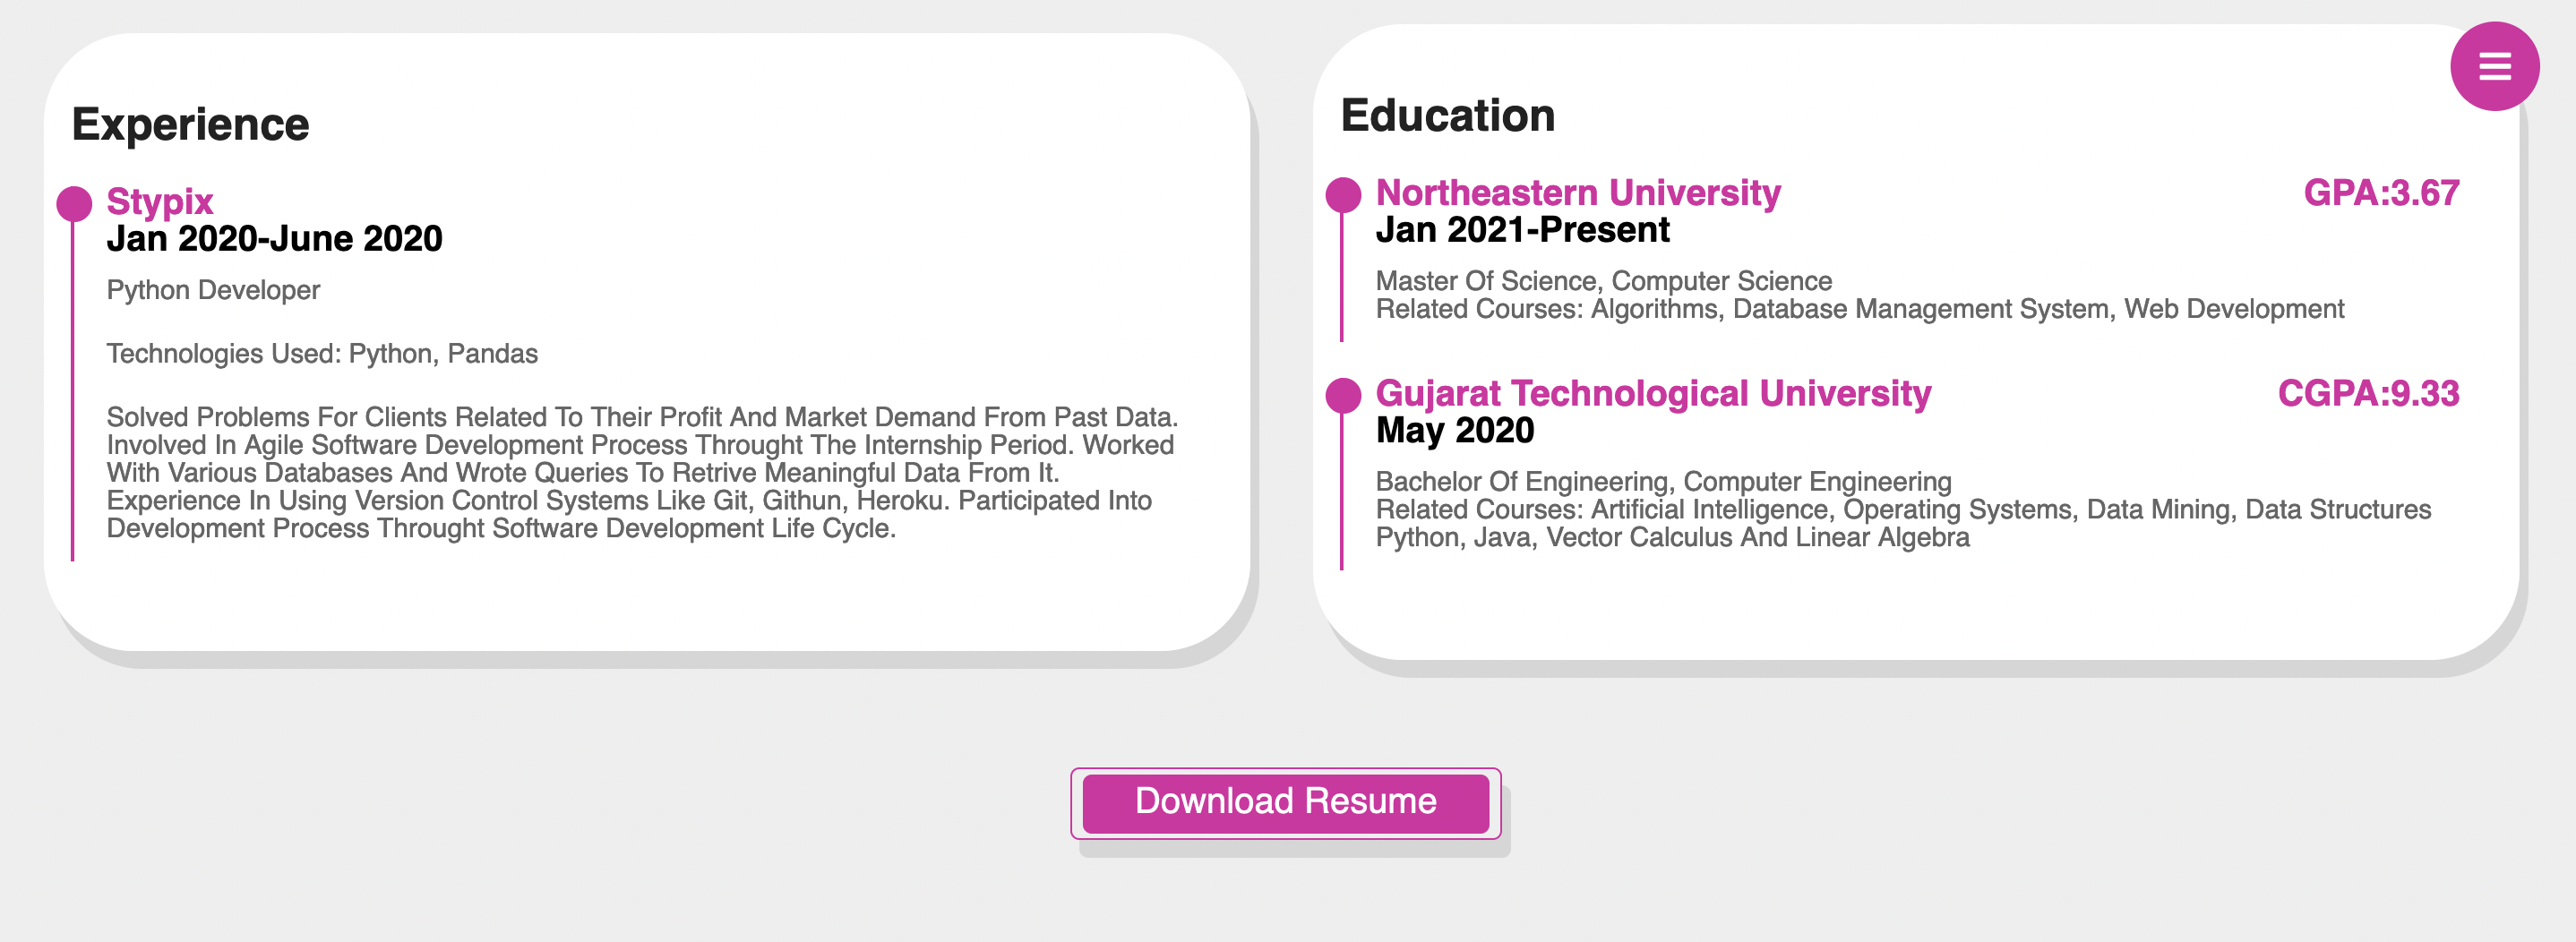 Experience
Stypix
Jan 2020-June 2020
Python Developer
Technologies Used: Python, Pandas
Solved Problems For Clients Related To Their Profit And Market Demand From Past Data.
Involved In Agile Software Development Process Throught The Internship Period. Worked
With Various Databases And Wrote Queries To Retrive Meaningful Data From It.
Experience In Using Version Control Systems Like Git, Githun, Heroku. Participated Into
Development Process Throught Software Development Life Cycle.
Education
Northeastern University GPA:3.67
Jan 2021-Present
Master Of Science, Computer Science
Related Courses: Algorithms, Database Management System, Web Development
Gujarat Technological University CGPA:9.33
May 2020
Bachelor Of Engineering, Computer Engineering
Related Courses: Artificial Intelligence, Operating Systems, Data Mining, Data Structures
Python, Java, Vector Calculus And Linear Algebra
Download Resume